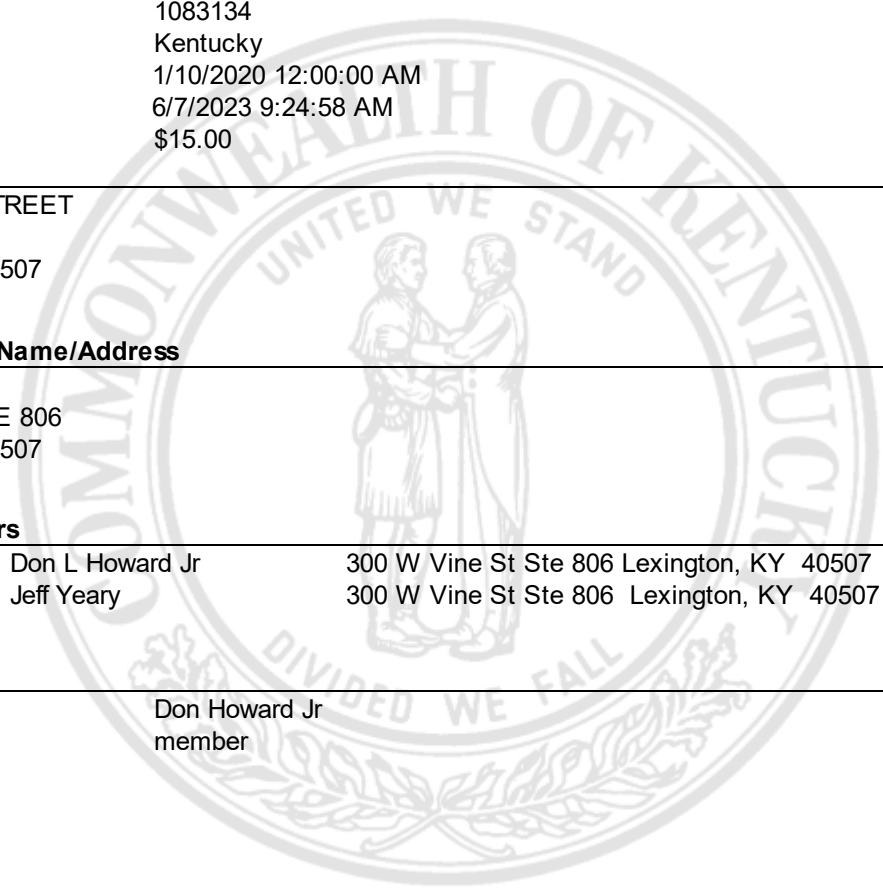 1083134
Kentucky
1/10/2020 12:00:00 AM
6/7/2023 9:24:58 AM
$15.00
TREET
507
Name/Address
E 806
507
rs
Don L Howard Jr 300 W Vine St Ste 806 Lexington, KY 40507
Jeff Yeary 300 W Vine St Ste 806 Lexington, KY 40507
Don Howard Jr
member
COMMONWEALTH OF KENTUCKY
UNITED WE STAND
DIVIDED WE FALL